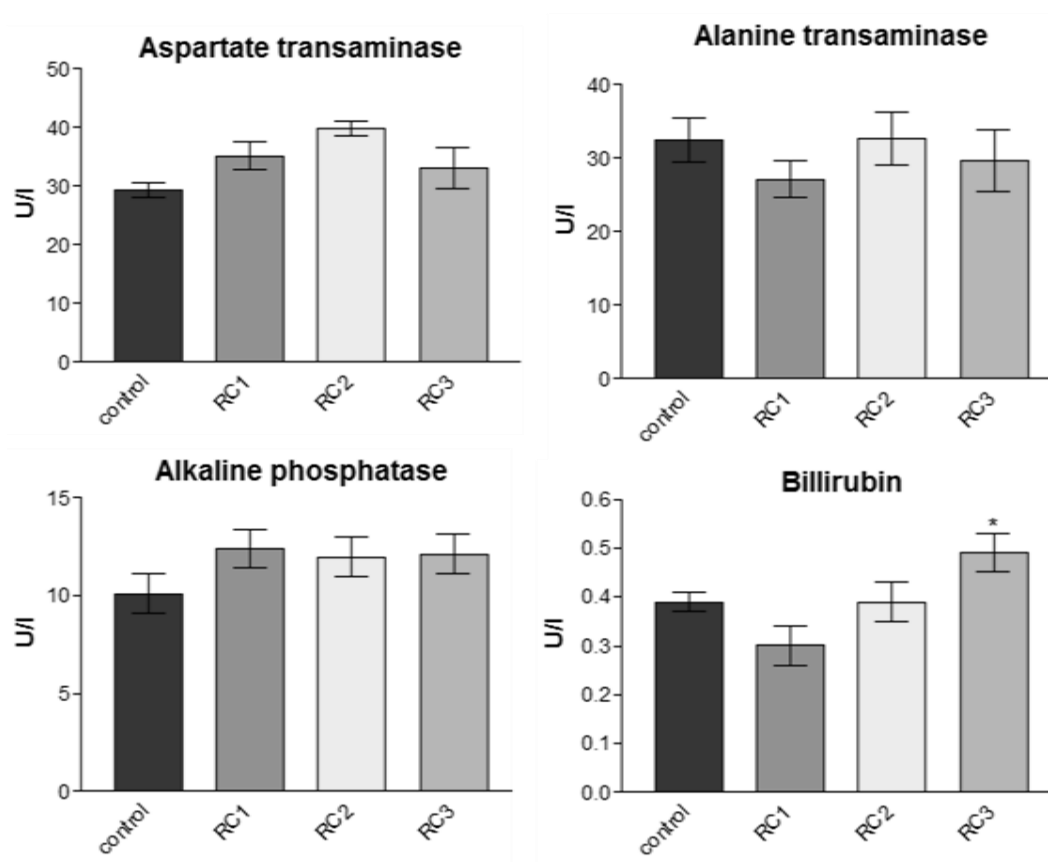 Aspartate transaminase
50
40
30
20
10
0
U/l
control
RC1
RC2
RC3
Alanine transaminase
40
30
20
10
0
U/l
control
RC1
RC2
RC3
Alkaline phosphatase
15
10
5
0
U/l
control
RC1
RC2
RC3
Billirubin
0.6
0.5
0.4
0.3
0.2
0.1
0.0
U/l
*
control
RC1
RC2
RC3